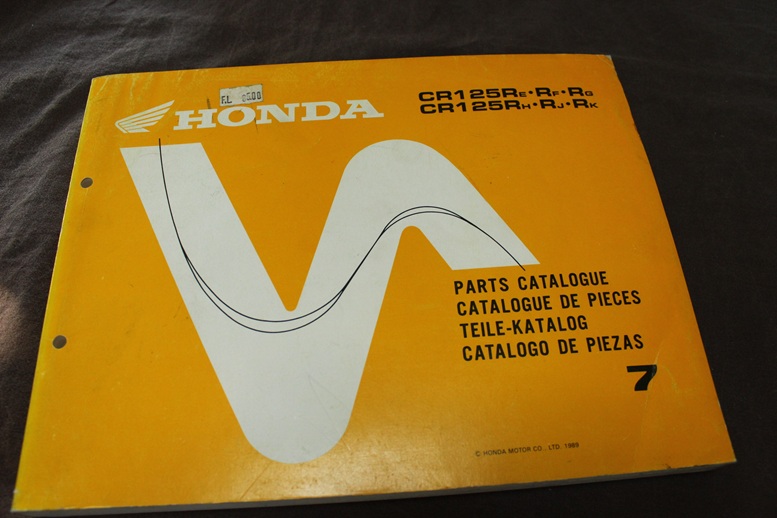 F.L 2500
HONDA
CR125RE·RF·RG
CR125RH·RJ·RK
PARTS CATALOGUE
CATALOGUE DE PIECES
TEILE-KATALOG
CATALOGO DE PIEZAS
7
© HONDA MOTOR CO., LTD. 1989